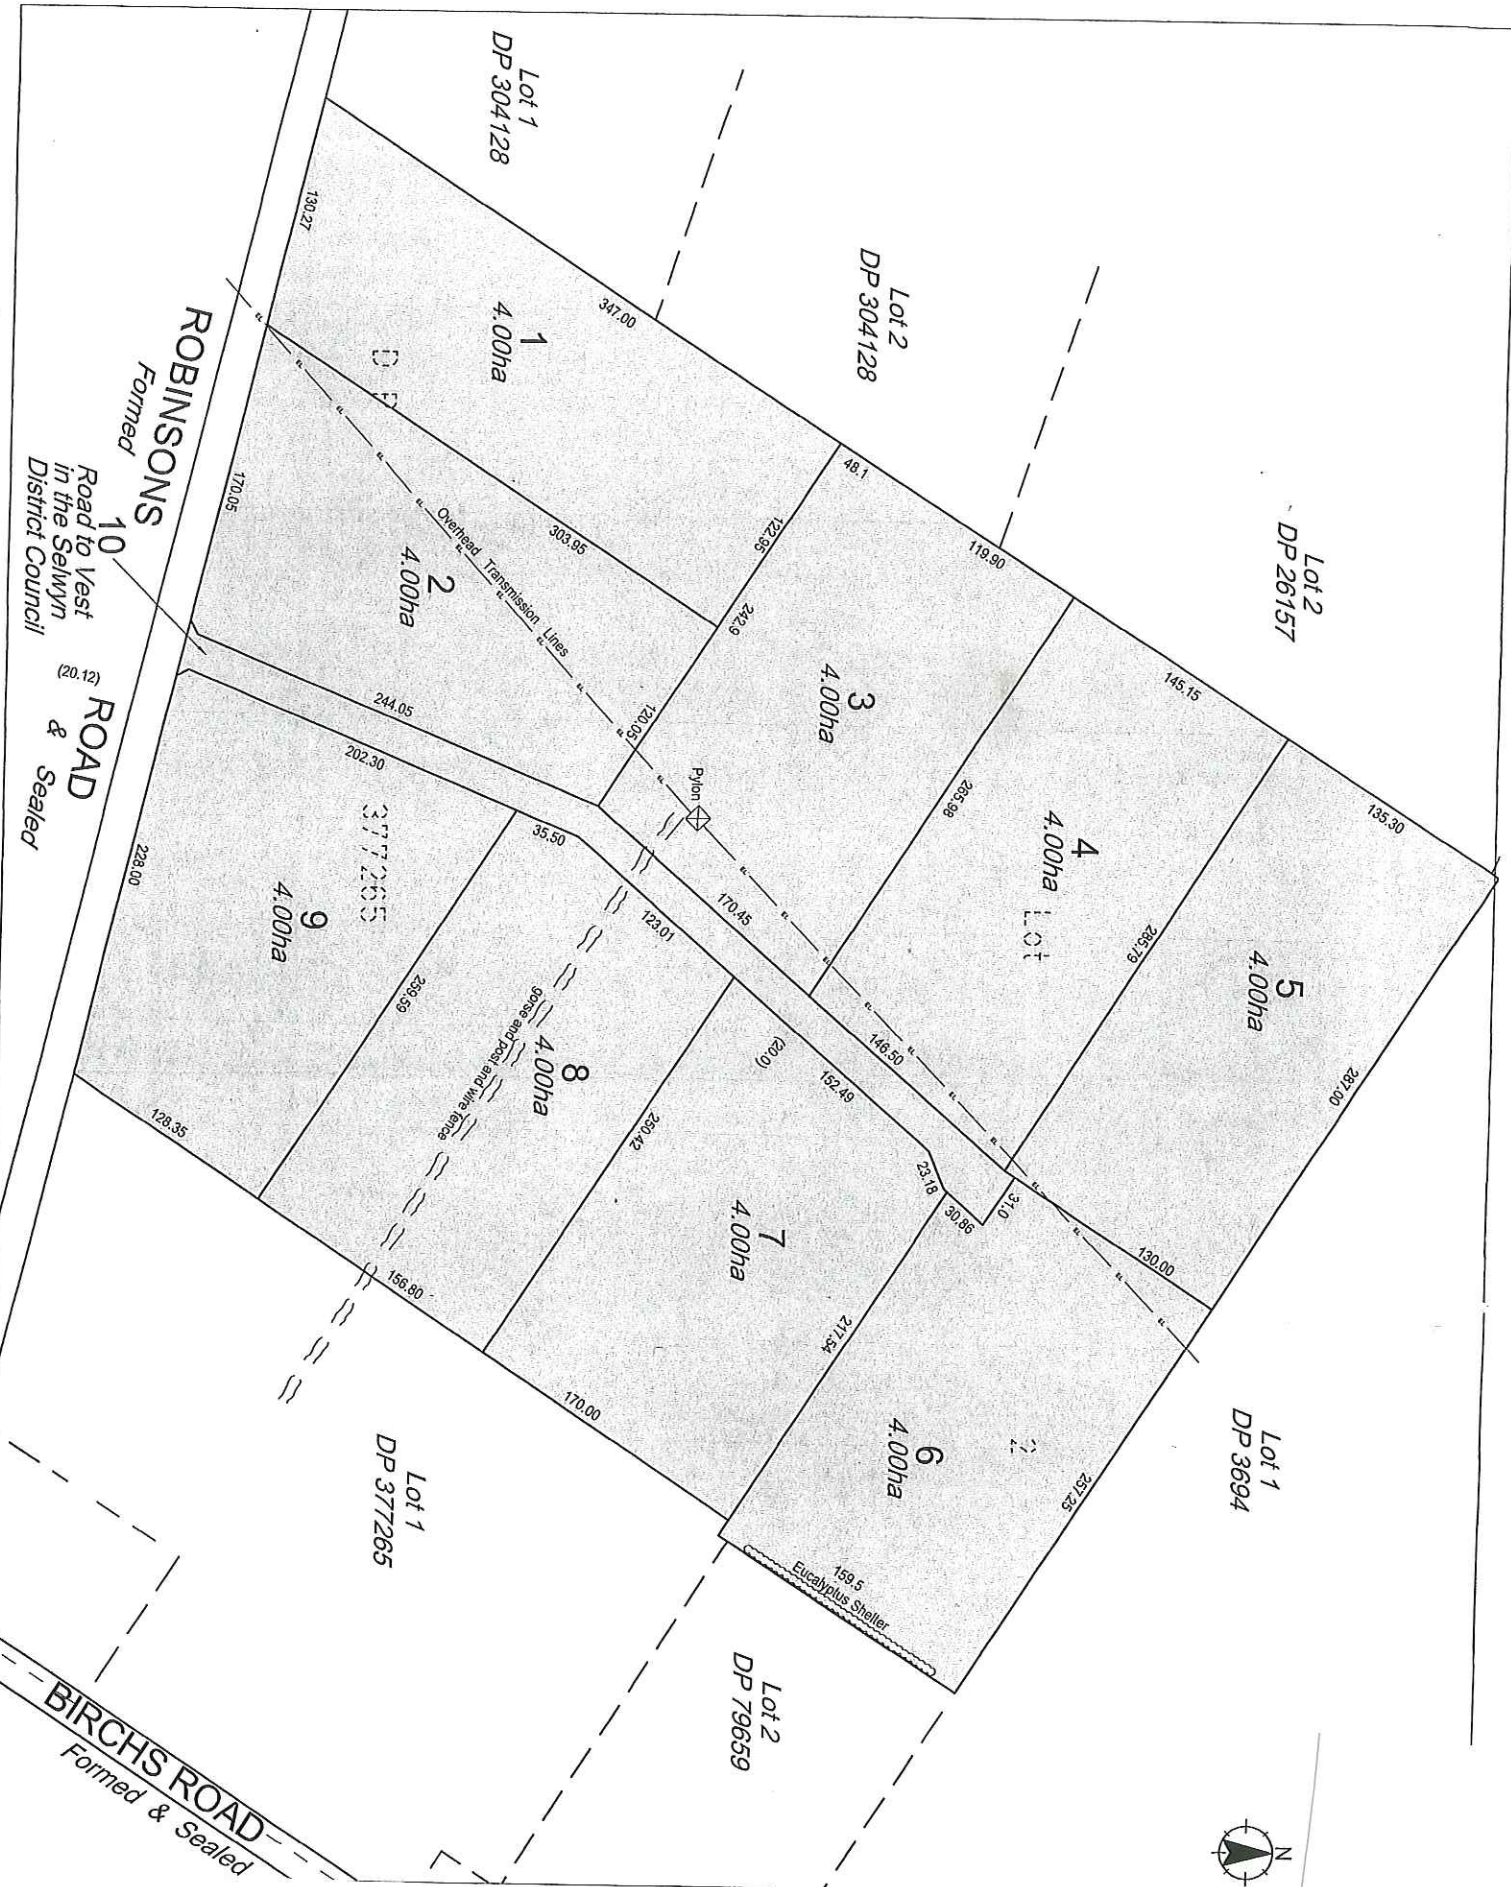 Lot 1
DP 304128
Lot 2
DP 304128
Lot 2
DP 26157
Lot 1
DP 3694
Lot 2
DP 79659
Lot 1
DP 377265
N
1
4.00ha
2
4.00ha
3
4.00ha
4
4.00ha
5
4.00ha
6
4.00ha
7
4.00ha
8
4.00ha
9
4.00ha
10
Road to Vest
in the Selwyn
District Council
ROBINSONS ROAD
Formed & Sealed
(20.12)
BIRCHS ROAD
Formed & Sealed
Lot
2
D P
377265
Overhead Transmission Lines
Pylon
gorse and post and wire fence
Eucalyptus Shelter
130.27
347.00
303.95
170.05
48.1
122.95
242.9
120.05
119.90
145.15
135.30
265.98
285.79
287.00
244.05
202.30
35.50
123.01
170.45
146.50
152.49
(20.0)
23.18
30.86
31.0
130.00
257.25
217.54
250.42
259.59
228.00
128.35
156.80
170.00
159.5